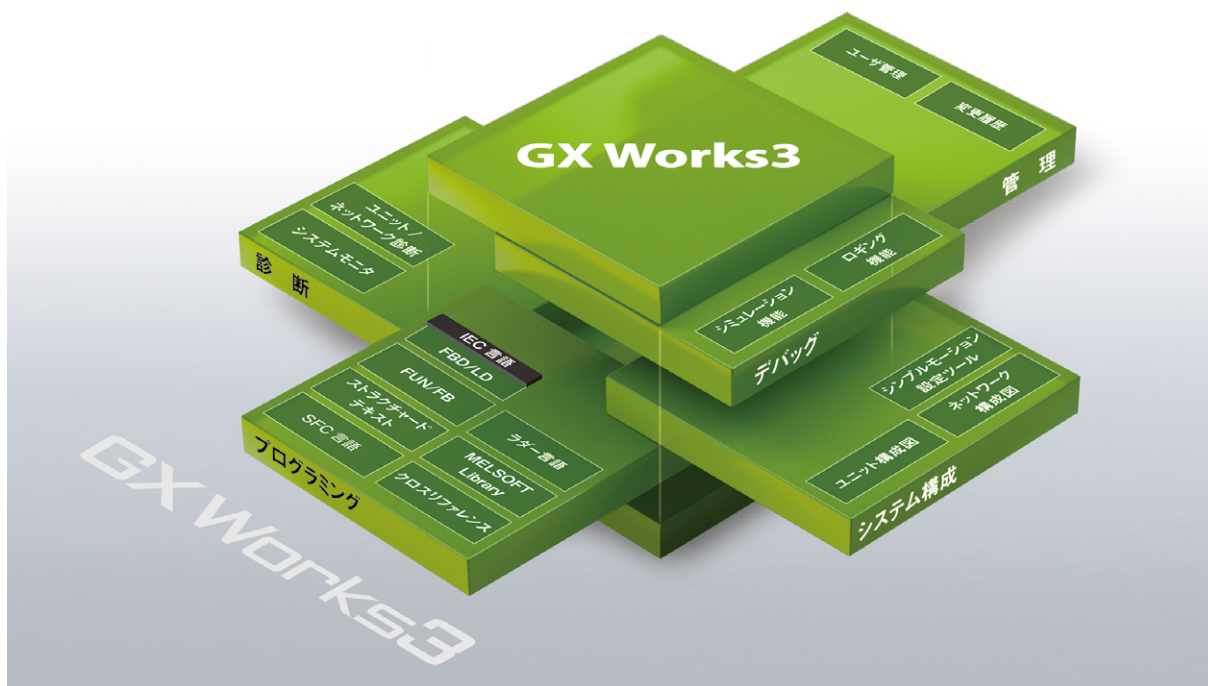 GX Works3
ユーザ管理
変更履歴
管 理
ユニット /
ネットワーク診断
システムモニタ
診 断
ロギング
機能
シミュレーション
機能
デバッグ
IEC 言語
FBD/LD
FUN/FB
ストラクチャード
テキスト
SFC 言語
ラダー言語
MELSOFT
Library
クロスリファレンス
プログラミング
シンプルモーション
設定ツール
ネットワーク
構成図
ユニット構成図
システム構成
GX Works3